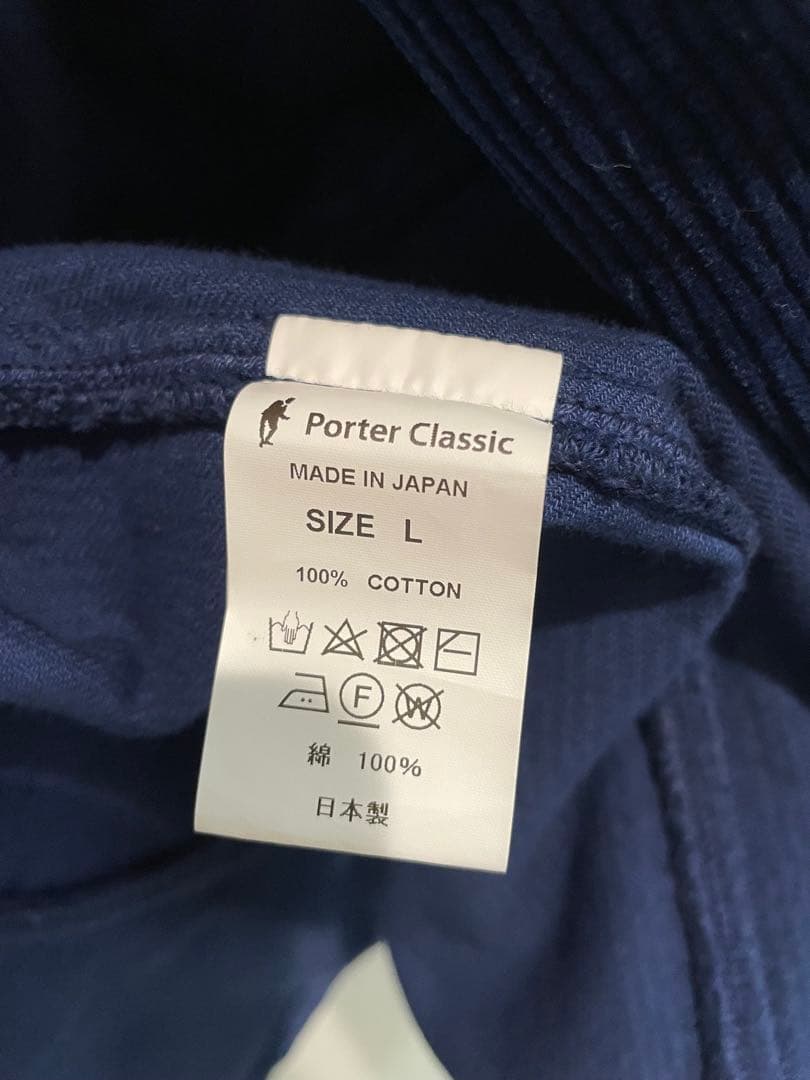 Porter Classic
MADE IN JAPAN
SIZE L
100% COTTON
F W
綿 100%
日本製